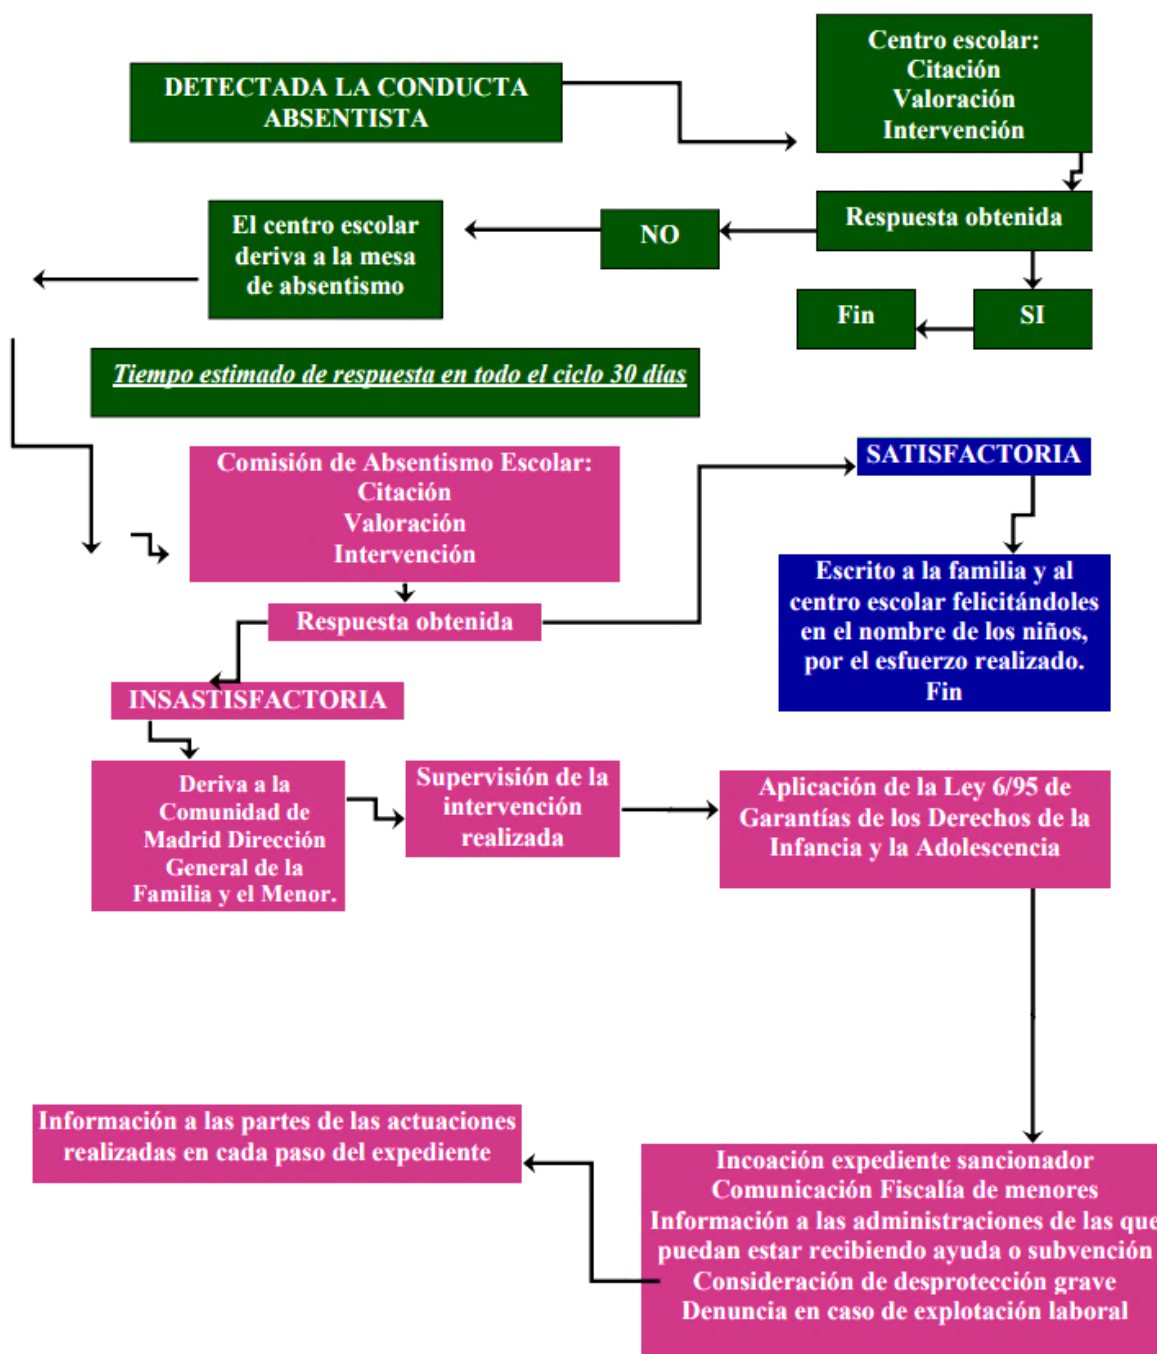 DETECTADA LA CONDUCTA
ABSENTISTA
Centro escolar:
Citación
Valoración
Intervención
Respuesta obtenida
NO
El centro escolar
deriva a la mesa
de absentismo
SI
Fin
Tiempo estimado de respuesta en todo el ciclo 30 días
Comisión de Absentismo Escolar:
Citación
Valoración
Intervención
Respuesta obtenida
SATISFACTORIA
Escrito a la familia y al
centro escolar felicitándoles
en el nombre de los niños,
por el esfuerzo realizado.
Fin
INSASTISFACTORIA
Deriva a la
Comunidad de
Madrid Dirección
General de la
Familia y el Menor.
Supervisión de la
intervención
realizada
Aplicación de la Ley 6/95 de
Garantías de los Derechos de la
Infancia y la Adolescencia
Incoación expediente sancionador
Comunicación Fiscalía de menores
Información a las administraciones de las que
puedan estar recibiendo ayuda o subvención
Consideración de desprotección grave
Denuncia en caso de explotación laboral
Información a las partes de las actuaciones
realizadas en cada paso del expediente